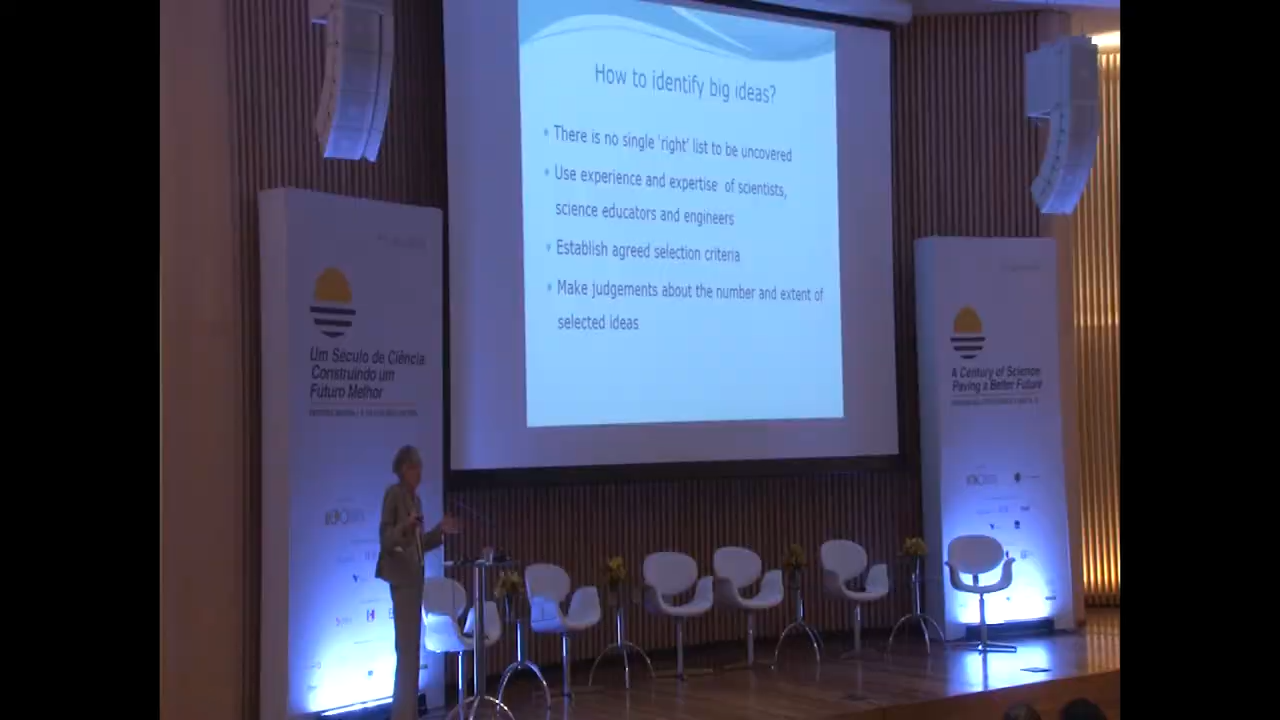 How to identify big ideas?
• There is no single 'right' list to be uncovered
• Use experience and expertise of scientists,
science educators and engineers
• Establish agreed selection criteria
• Make judgements about the number and extent of
selected ideas
Um Século de Ciência
Construindo um
Futuro Melhor
A Century of Science
Paving a Better Future